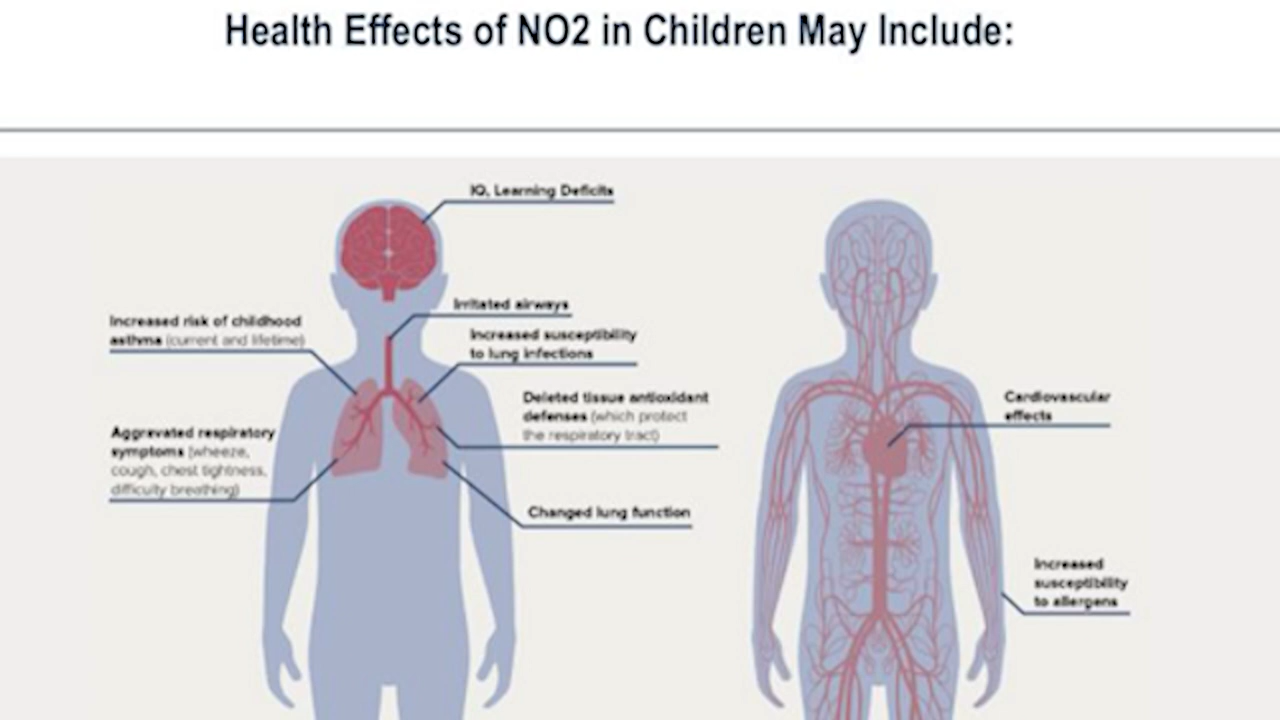 Health Effects of NO2 in Children May Include:
IQ, Learning Deficits
Irritated airways
Increased risk of childhood
asthma (current and lifetime)
Increased susceptibility
to lung infections
Deleted tissue antioxidant
defenses (which protect
the respiratory tract)
Aggravated respiratory
symptoms (wheeze,
cough, chest tightness,
difficulty breathing)
Changed lung function
Cardiovascular
effects
Increased
susceptibility
to allergens